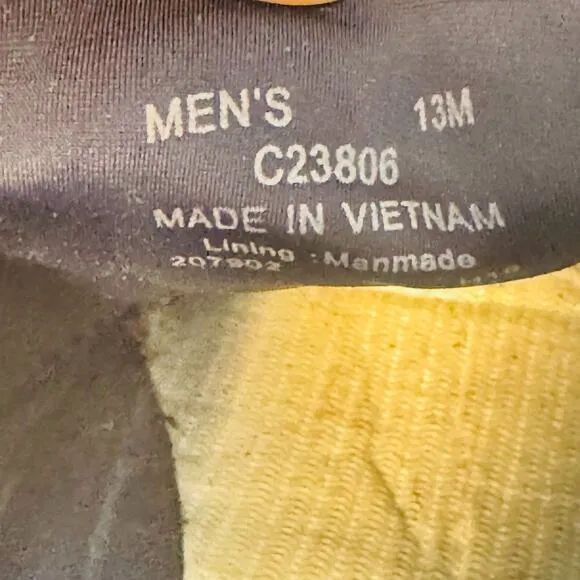 MEN'S 13M
C23806
MADE IN VIETNAM
Lining : Manmade
207902